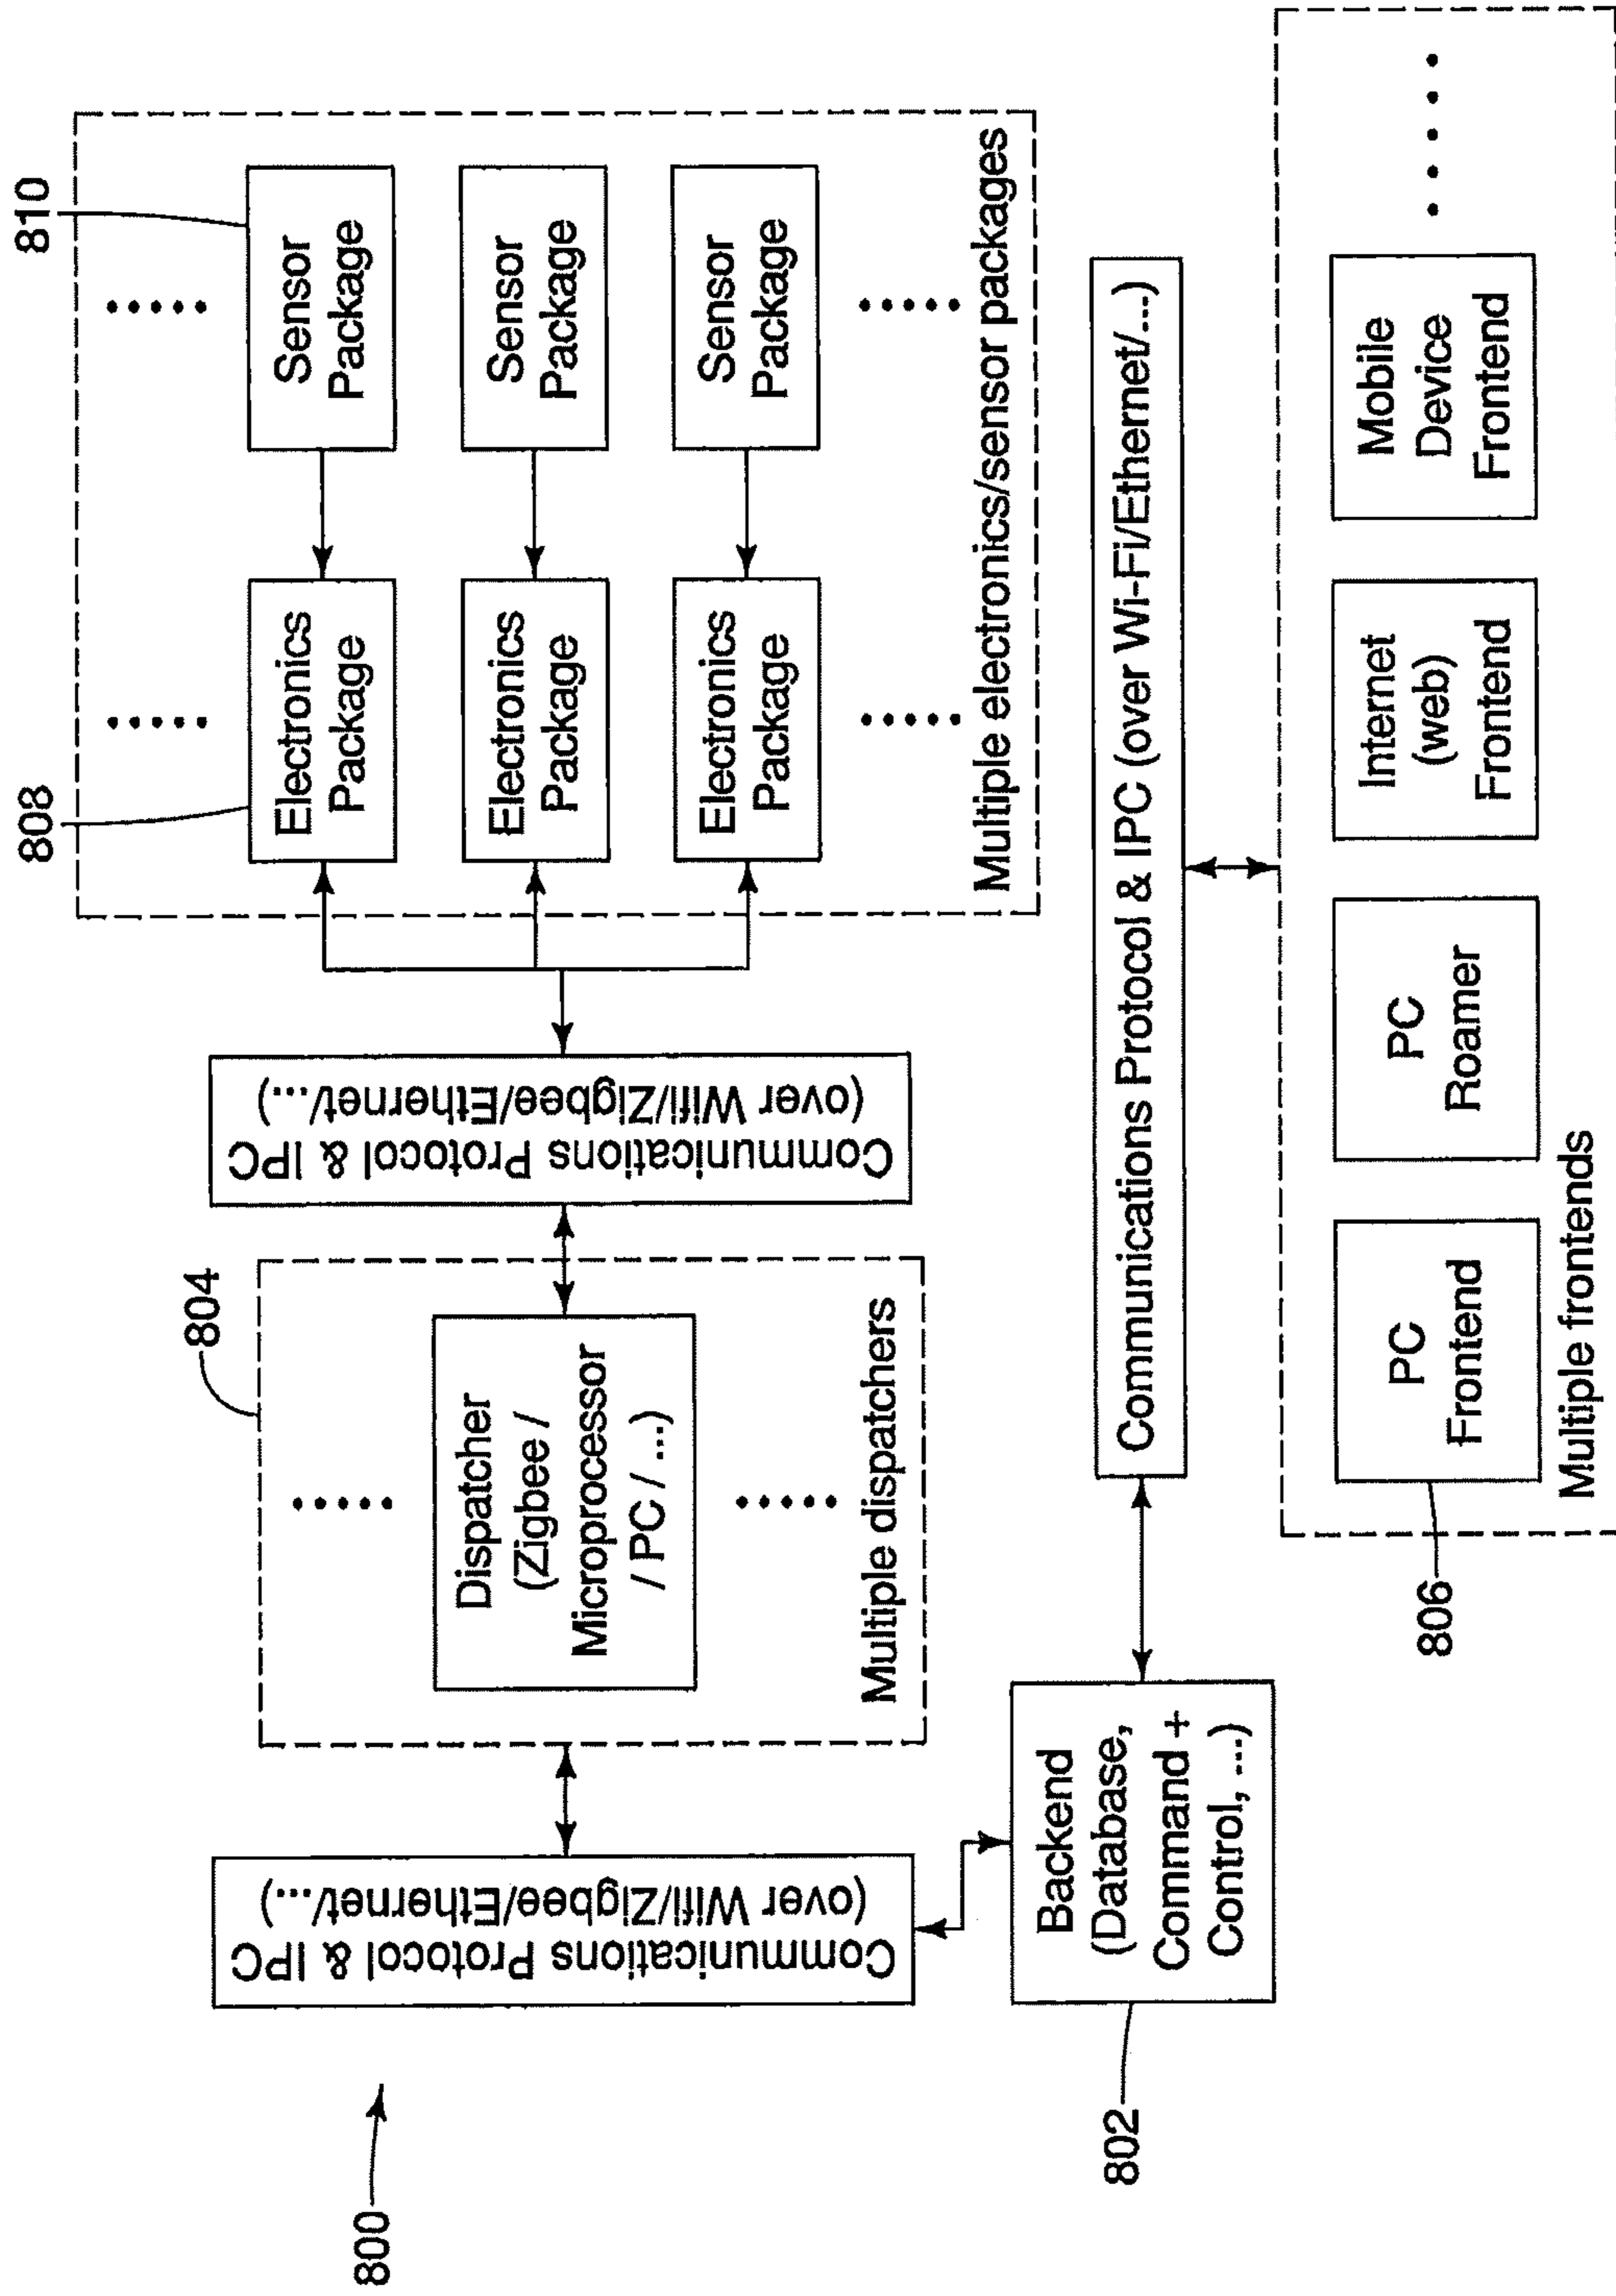 800
Communications Protocol & IPC
(over Wifi/Zigbee/Ethernet/...)
804
Dispatcher
(Zigbee /
Microprocessor
/ PC / ...)
Multiple dispatchers
Communications Protocol & IPC
(over Wifi/Zigbee/Ethernet/...)
808
810
Electronics
Package
Sensor
Package
Electronics
Package
Sensor
Package
Electronics
Package
Sensor
Package
Multiple electronics/sensor packages
802
Backend
(Database,
Command +
Control, ...)
Communications Protocol & IPC (over Wi-Fi/Ethernet/...)
806
PC
Frontend
PC
Roamer
Internet
(web)
Frontend
Mobile
Device
Frontend
Multiple frontends